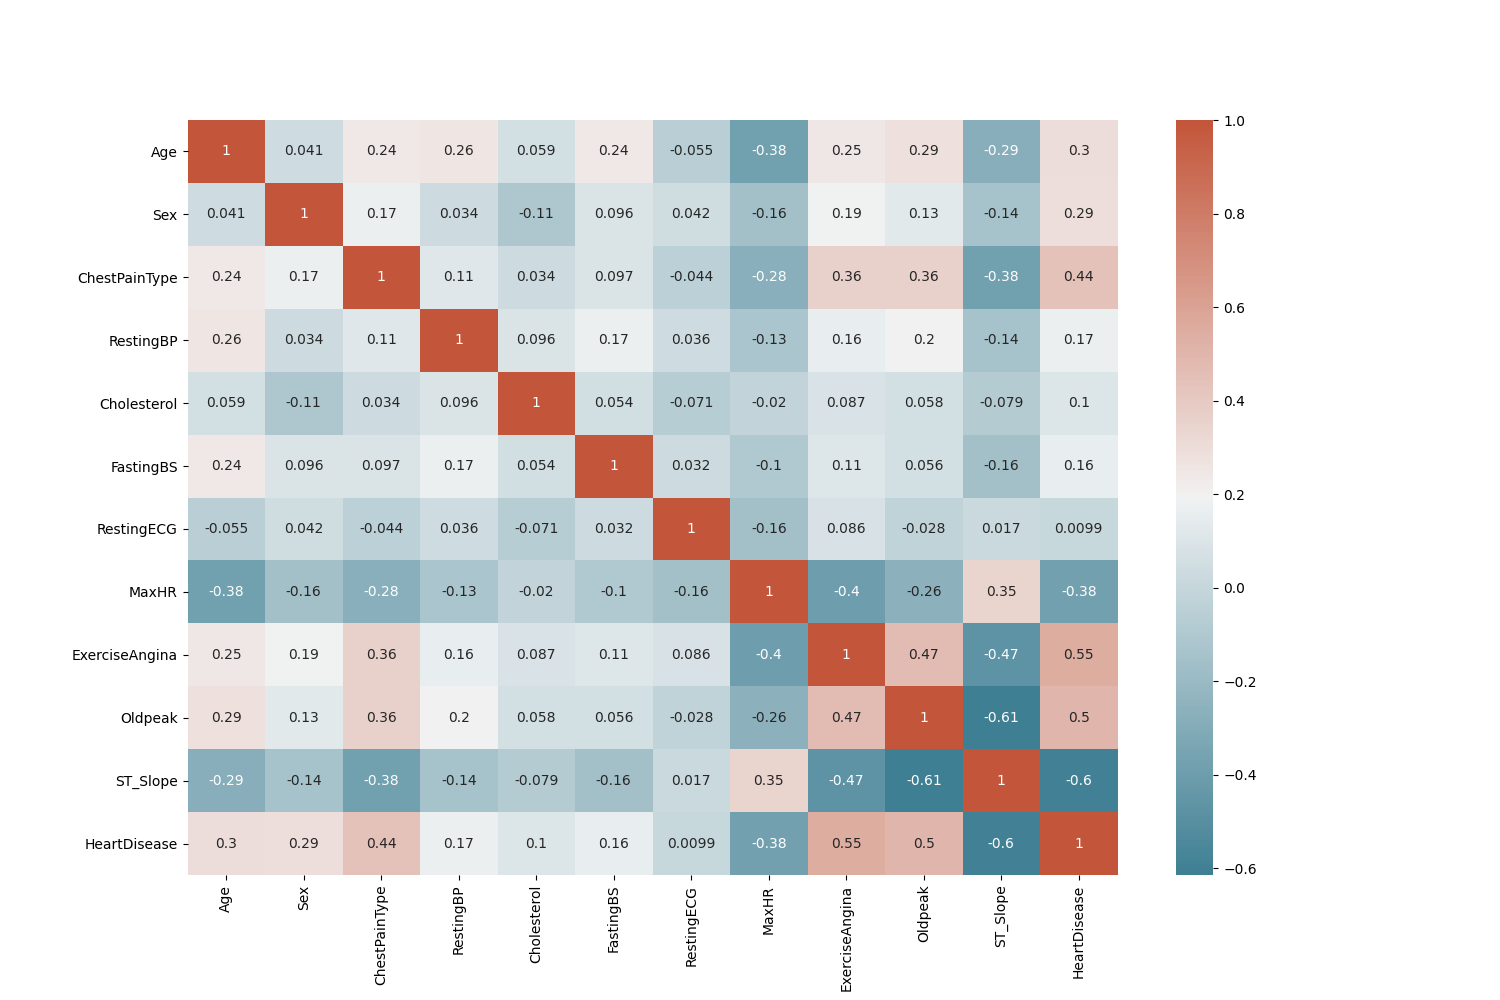 Age 1 0.041 0.24 0.26 0.059 0.24 -0.055 -0.38 0.25 0.29 -0.29 0.3
Sex 0.041 1 0.17 0.034 -0.11 0.096 0.042 -0.16 0.19 0.13 -0.14 0.29
ChestPainType 0.24 0.17 1 0.11 0.034 0.097 -0.044 -0.28 0.36 0.36 -0.38 0.44
RestingBP 0.26 0.034 0.11 1 0.096 0.17 0.036 -0.13 0.16 0.2 -0.14 0.17
Cholesterol 0.059 -0.11 0.034 0.096 1 0.054 -0.071 -0.02 0.087 0.058 -0.079 0.1
FastingBS 0.24 0.096 0.097 0.17 0.054 1 0.032 -0.1 0.11 0.056 -0.16 0.16
RestingECG -0.055 0.042 -0.044 0.036 -0.071 0.032 1 -0.16 0.086 -0.028 0.017 0.0099
MaxHR -0.38 -0.16 -0.28 -0.13 -0.02 -0.1 -0.16 1 -0.4 -0.26 0.35 -0.38
ExerciseAngina 0.25 0.19 0.36 0.16 0.087 0.11 0.086 -0.4 1 0.47 -0.47 0.55
Oldpeak 0.29 0.13 0.36 0.2 0.058 0.056 -0.028 -0.26 0.47 1 -0.61 0.5
ST_Slope -0.29 -0.14 -0.38 -0.14 -0.079 -0.16 0.017 0.35 -0.47 -0.61 1 -0.6
HeartDisease 0.3 0.29 0.44 0.17 0.1 0.16 0.0099 -0.38 0.55 0.5 -0.6 1
Age Sex ChestPainType RestingBP Cholesterol FastingBS RestingECG MaxHR ExerciseAngina Oldpeak ST_Slope HeartDisease
1.0
0.8
0.6
0.4
0.2
0.0
−0.2
−0.4
−0.6